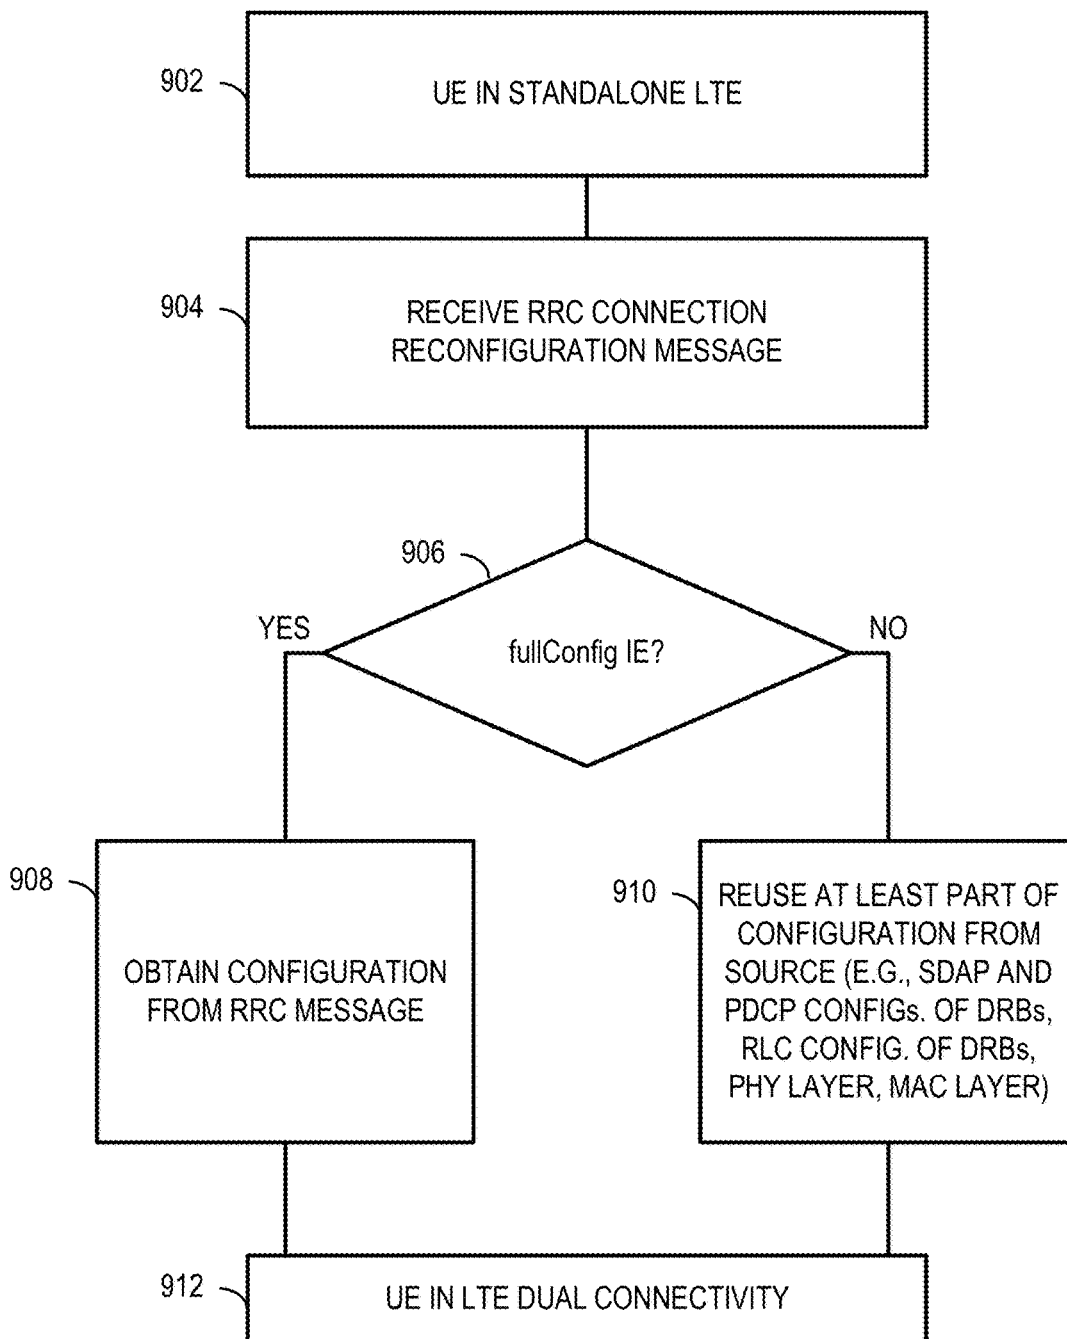 902
UE IN STANDALONE LTE
904
RECEIVE RRC CONNECTION
RECONFIGURATION MESSAGE
906
YES
fullConfig IE?
NO
908
OBTAIN CONFIGURATION
FROM RRC MESSAGE
910
REUSE AT LEAST PART OF
CONFIGURATION FROM
SOURCE (E.G., SDAP AND
PDCP CONFIGs. OF DRBs,
RLC CONFIG. OF DRBs,
PHY LAYER, MAC LAYER)
912
UE IN LTE DUAL CONNECTIVITY